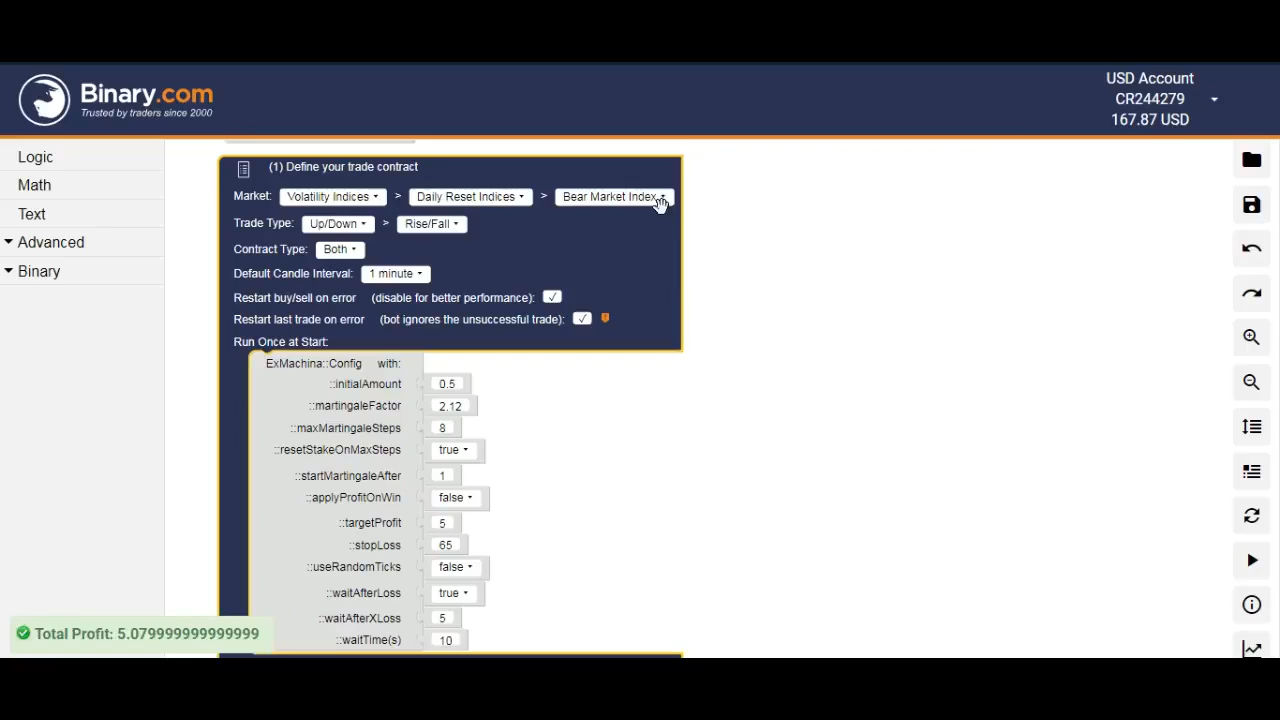 Binary.com
Trusted by traders since 2000
USD Account
CR244279
167.87 USD
Logic
Math
Text
Advanced
Binary
(1) Define your trade contract
Market: Volatility Indices > Daily Reset Indices > Bear Market Index
Trade Type: Up/Down > Rise/Fall
Contract Type: Both
Default Candle Interval: 1 minute
Restart buy/sell on error (disable for better performance): ✓
Restart last trade on error (bot ignores the unsuccessful trade): ✓
Run Once at Start:
ExMachina::Config with:
::initialAmount 0.5
::martingaleFactor 2.12
::maxMartingaleSteps 8
::resetStakeOnMaxSteps true
::startMartingaleAfter 1
::applyProfitOnWin false
::targetProfit 5
::stopLoss 65
::useRandomTicks false
::waitAfterLoss true
::waitAfterXLoss 5
::waitTime(s) 10
Total Profit: 5.079999999999999